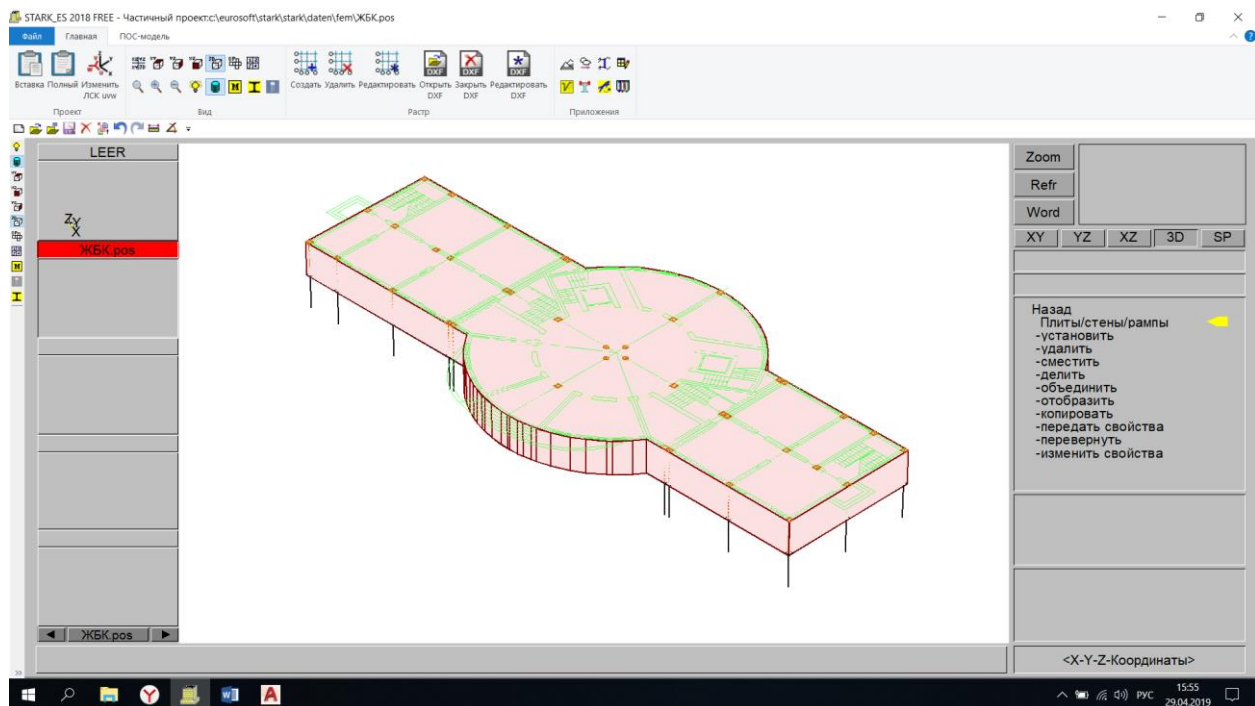 STARK_ES 2018 FREE - Частичный проект:c:\eurosoft\stark\stark\daten\fem\ЖБК.pos
Файл Главная ПОС-модель
Вставка Полный Изменить ЛСК uvw
Создать Удалить Редактировать Открыть DXF Закрыть DXF Редактировать DXF
Проект Вид Растр Приложения
LEER
Z Y X
ЖБК.pos
ЖБК.pos
Zoom
Refr
Word
XY YZ XZ 3D SP
Назад
Плиты/стены/рампы
-установить
-удалить
-сместить
-делить
-объединить
-отобразить
-копировать
-передать свойства
-перевернуть
-изменить свойства
<X-Y-Z-Координаты>
РУС
15:55
29.04.2019